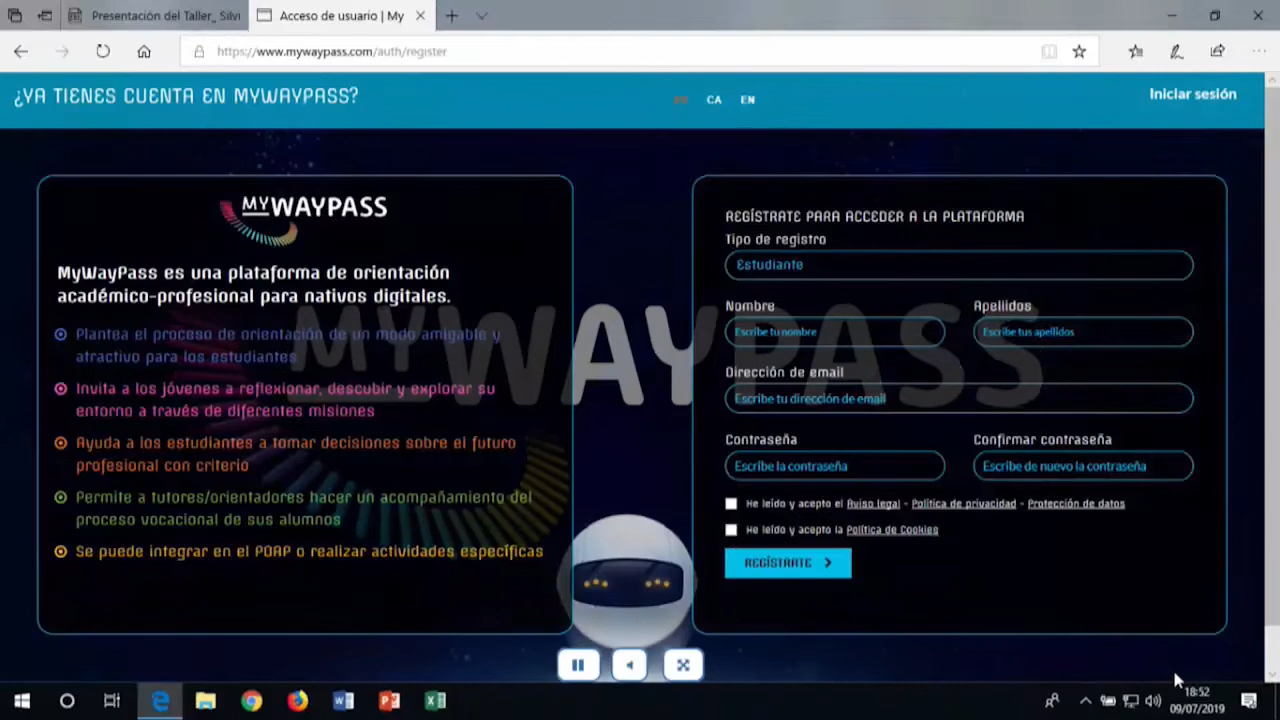 Presentación del Taller_ Silvi
Acceso de usuario | My
https://www.mywaypass.com/auth/register
¿YA TIENES CUENTA EN MYWAYPASS?
ES CA EN
Iniciar sesión
MYWAYPASS
MyWayPass es una plataforma de orientación
académico-profesional para nativos digitales.
Plantea el proceso de orientación de un modo amigable y
atractivo para los estudiantes
Invita a los jóvenes a reflexionar, descubir y explorar su
entorno a través de diferentes misiones
Ayuda a los estudiantes a tomar decisiones sobre el futuro
profesional con criterio
Permite a tutores/orientadores hacer un acompañamiento del
proceso vocacional de sus alumnos
Se puede integrar en el POAP o realizar actividades específicas
MYWAYPASS
REGÍSTRATE PARA ACCEDER A LA PLATAFORMA
Tipo de registro
Estudiante
Nombre
Apellidos
Escribe tu nombre
Escribe tus apellidos
Dirección de email
Escribe tu dirección de email
Contraseña
Confirmar contraseña
Escribe la contraseña
Escribe de nuevo la contraseña
He leído y acepto el Aviso legal - Política de privacidad - Protección de datos
He leído y acepto la Política de Cookies
REGÍSTRATE
18:52
09/07/2019